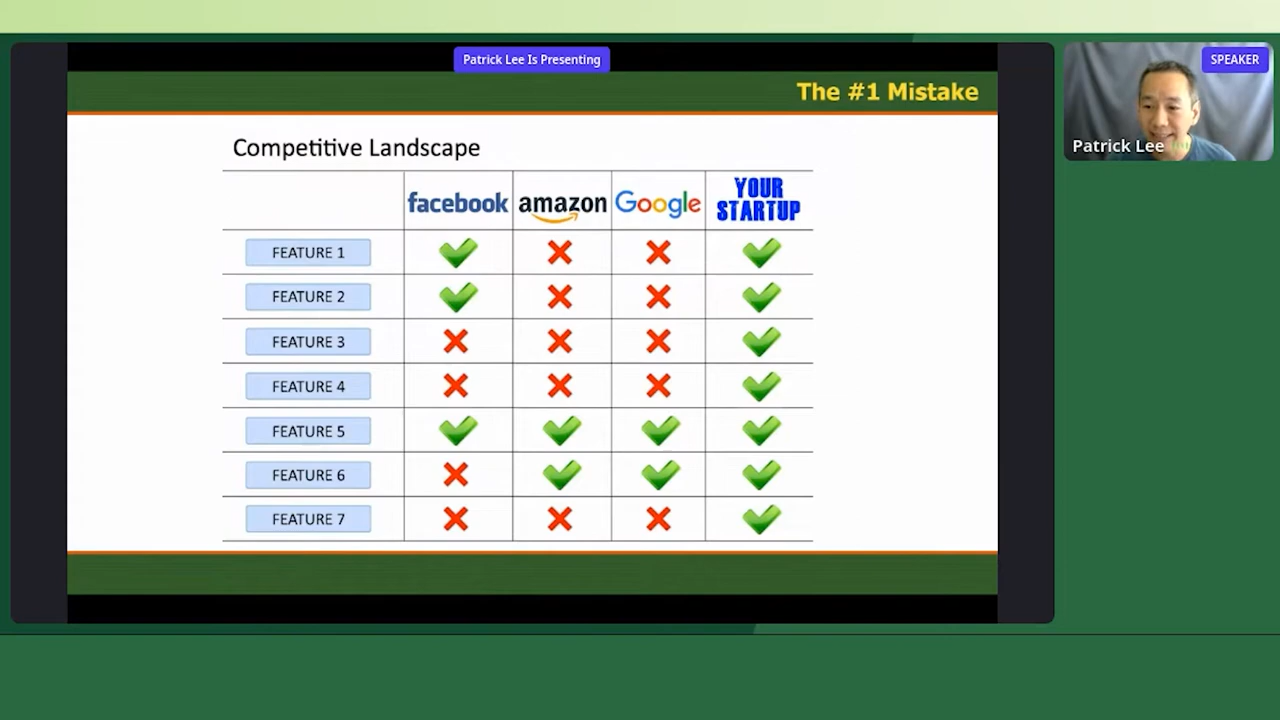 Patrick Lee Is Presenting
SPEAKER
The #1 Mistake
Patrick Lee
Competitive Landscape
facebook amazon Google YOUR STARTUP
FEATURE 1
FEATURE 2
FEATURE 3
FEATURE 4
FEATURE 5
FEATURE 6
FEATURE 7